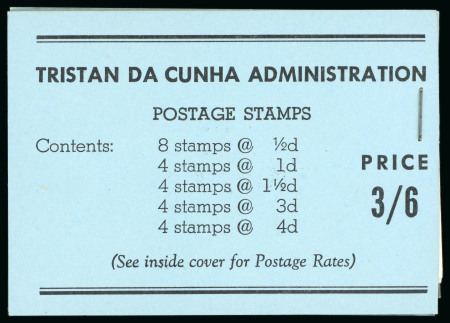 TRISTAN DA CUNHA ADMINISTRATION
POSTAGE STAMPS
Contents: 8 stamps @ ½d
4 stamps @ 1d
4 stamps @ 1½d
4 stamps @ 3d
4 stamps @ 4d
PRICE
3/6
(See inside cover for Postage Rates)